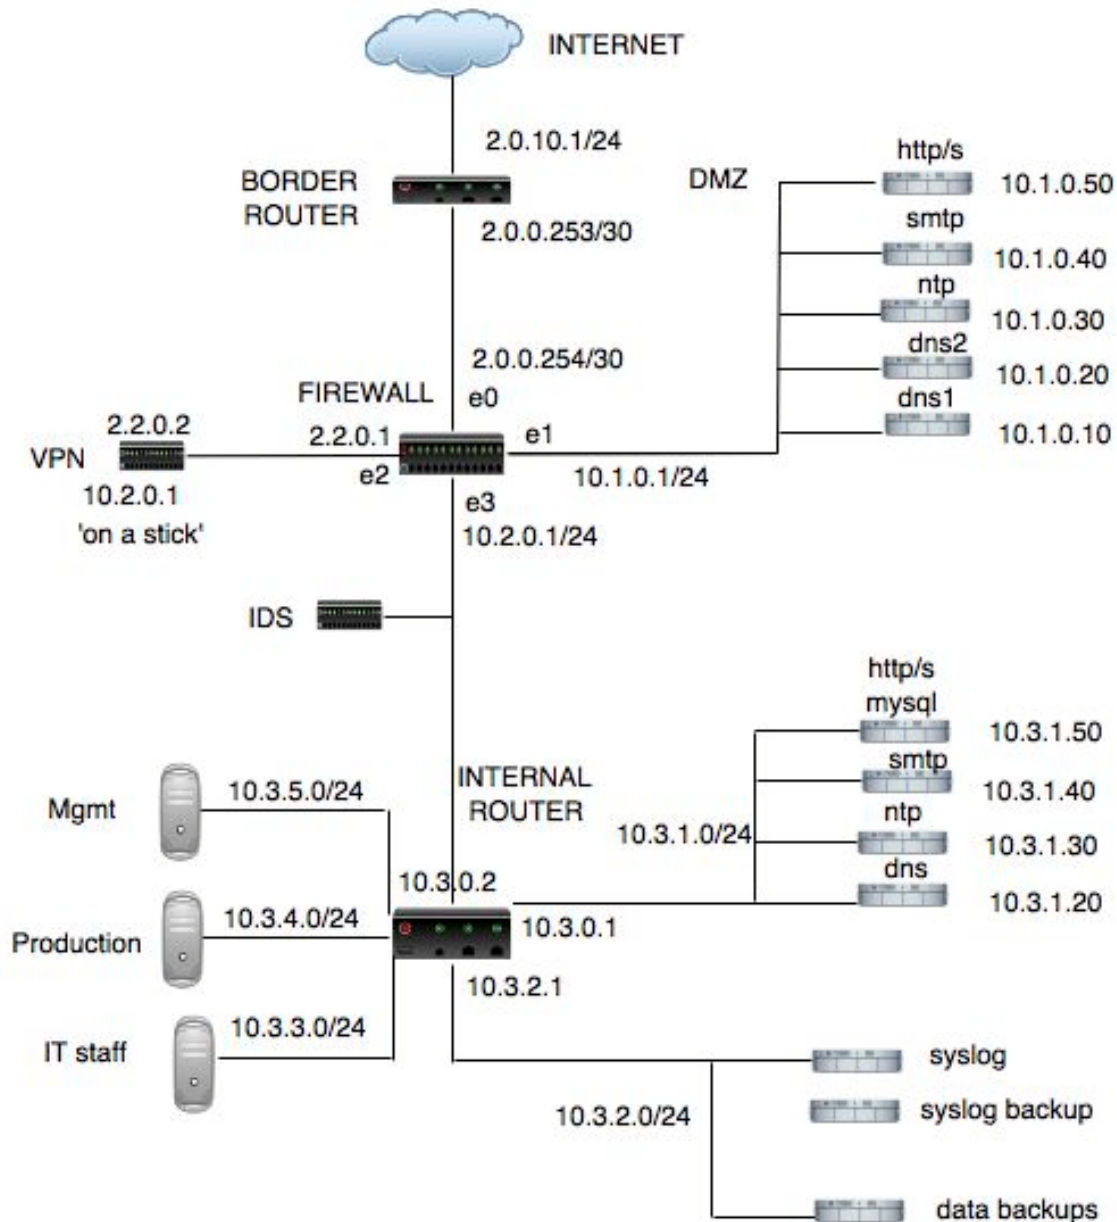 INTERNET
2.0.10.1/24
BORDER
ROUTER
2.0.0.253/30
DMZ
http/s
10.1.0.50
smtp
10.1.0.40
ntp
10.1.0.30
dns2
10.1.0.20
dns1
10.1.0.10
2.0.0.254/30
FIREWALL
e0
2.2.0.2
2.2.0.1
e1
VPN
e2
10.1.0.1/24
10.2.0.1
e3
'on a stick'
10.2.0.1/24
IDS
http/s
mysql
10.3.1.50
smtp
10.3.1.40
ntp
10.3.1.30
dns
10.3.1.20
INTERNAL
ROUTER
10.3.1.0/24
Mgmt
10.3.5.0/24
10.3.0.2
Production
10.3.4.0/24
10.3.0.1
10.3.2.1
IT staff
10.3.3.0/24
syslog
10.3.2.0/24
syslog backup
data backups